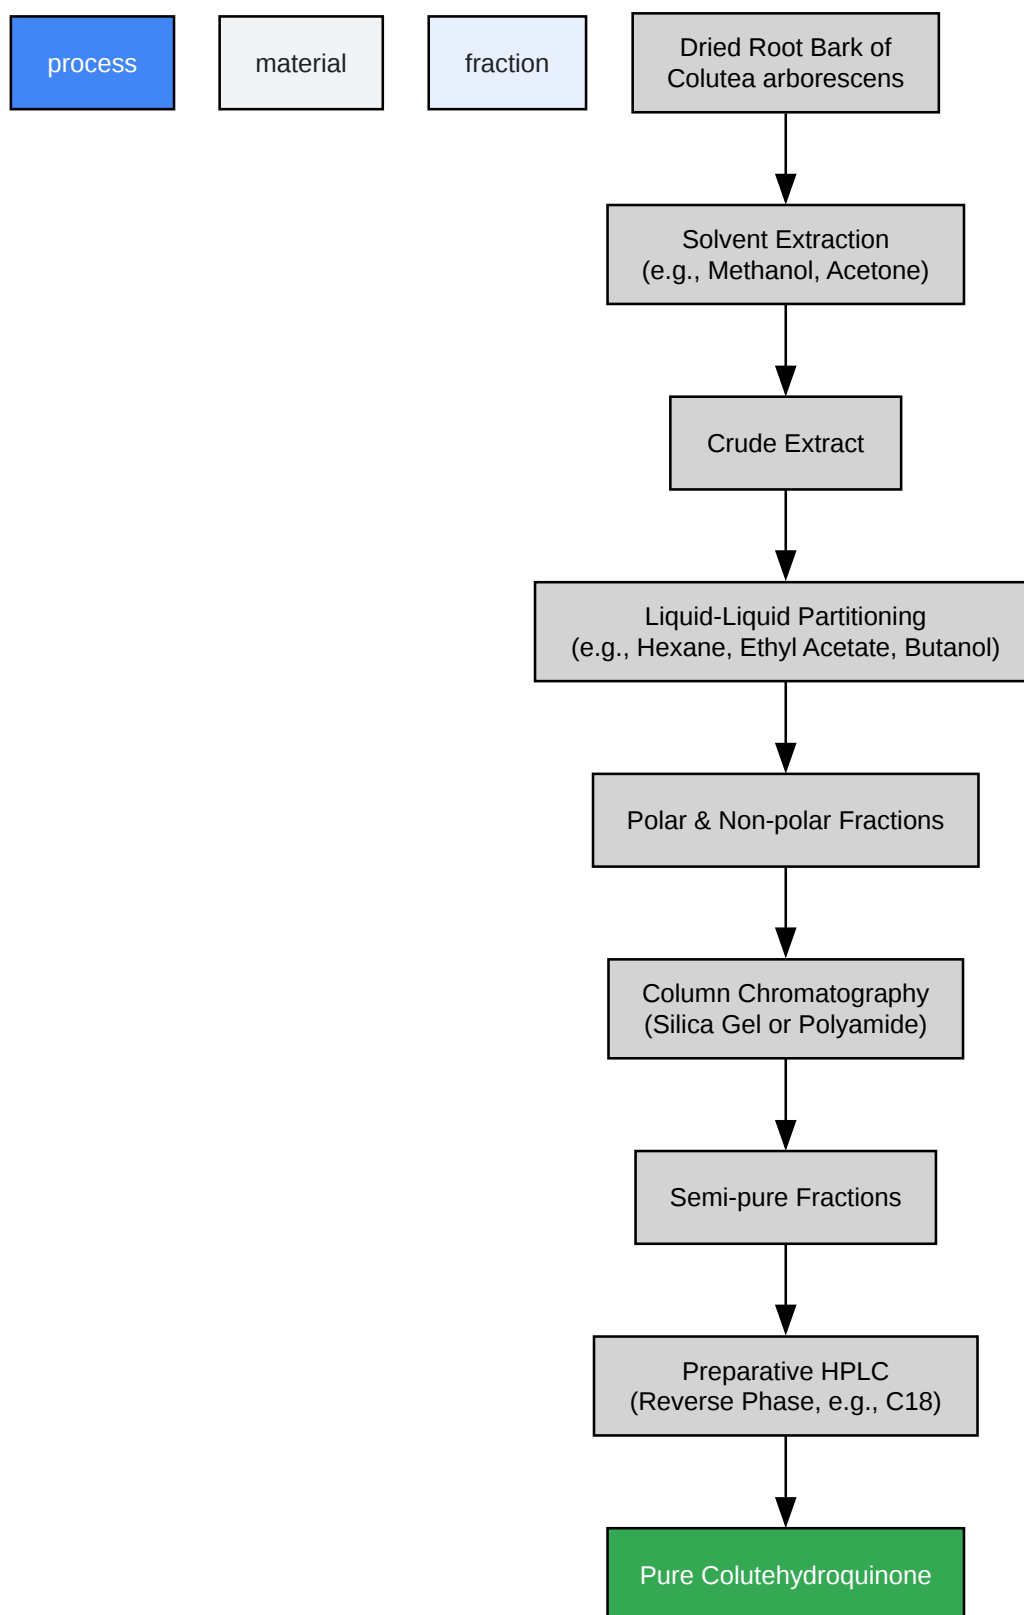 process
material
fraction
Dried Root Bark of
Colutea arborescens
Solvent Extraction
(e.g., Methanol, Acetone)
Crude Extract
Liquid-Liquid Partitioning
(e.g., Hexane, Ethyl Acetate, Butanol)
Polar & Non-polar Fractions
Column Chromatography
(Silica Gel or Polyamide)
Semi-pure Fractions
Preparative HPLC
(Reverse Phase, e.g., C18)
Pure Colutehydroquinone